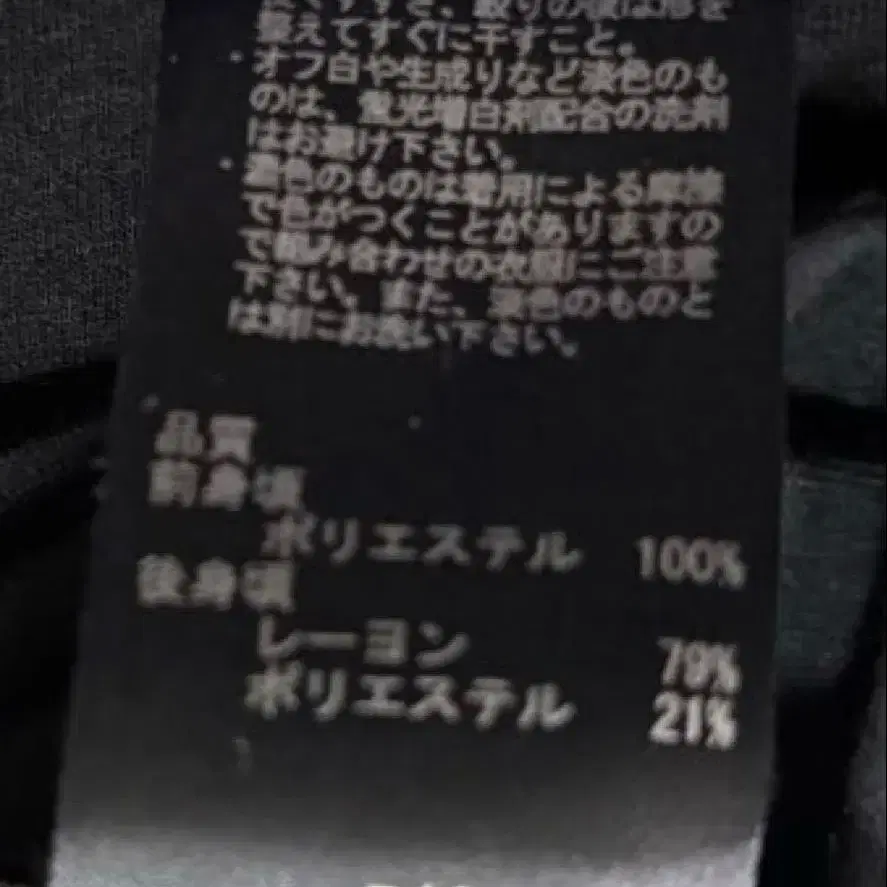 整えてすぐに干すこと。
・オフ白や生成りなど淡色のも
のは、蛍光増白剤配合の洗剤
はお避け下さい。
・濃色のものは着用による摩擦
で色がつくことがありますの
で組み合わせの衣服にご注意
下さい。また、淡色のものと
は別にお洗い下さい。
品質
前身頃
ポリエステル 100%
後身頃
レーヨン 79%
ポリエステル 21%